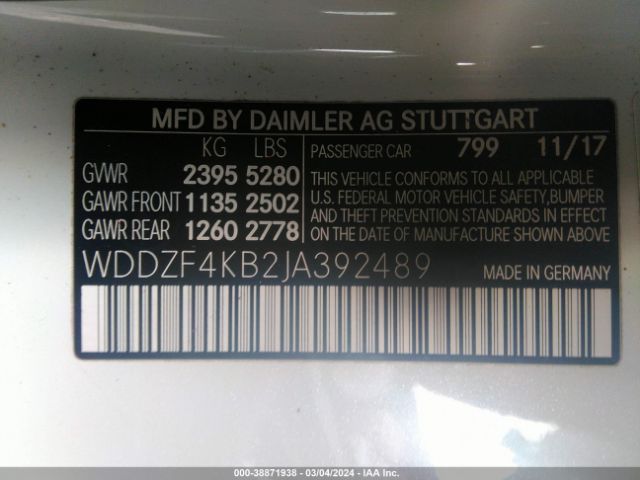 MFD BY DAIMLER AG STUTTGART
KG LBS
GVWR 2395 5280
GAWR FRONT 1135 2502
GAWR REAR 1260 2778
PASSENGER CAR 799 11/17
THIS VEHICLE CONFORMS TO ALL APPLICABLE
U.S. FEDERAL MOTOR VEHICLE SAFETY,BUMPER
AND THEFT PREVENTION STANDARDS IN EFFECT
ON THE DATE OF MANUFACTURE SHOWN ABOVE
WDDZF4KB2JA392489 MADE IN GERMANY
000-38871938 - 03/04/2024 - IAA Inc.